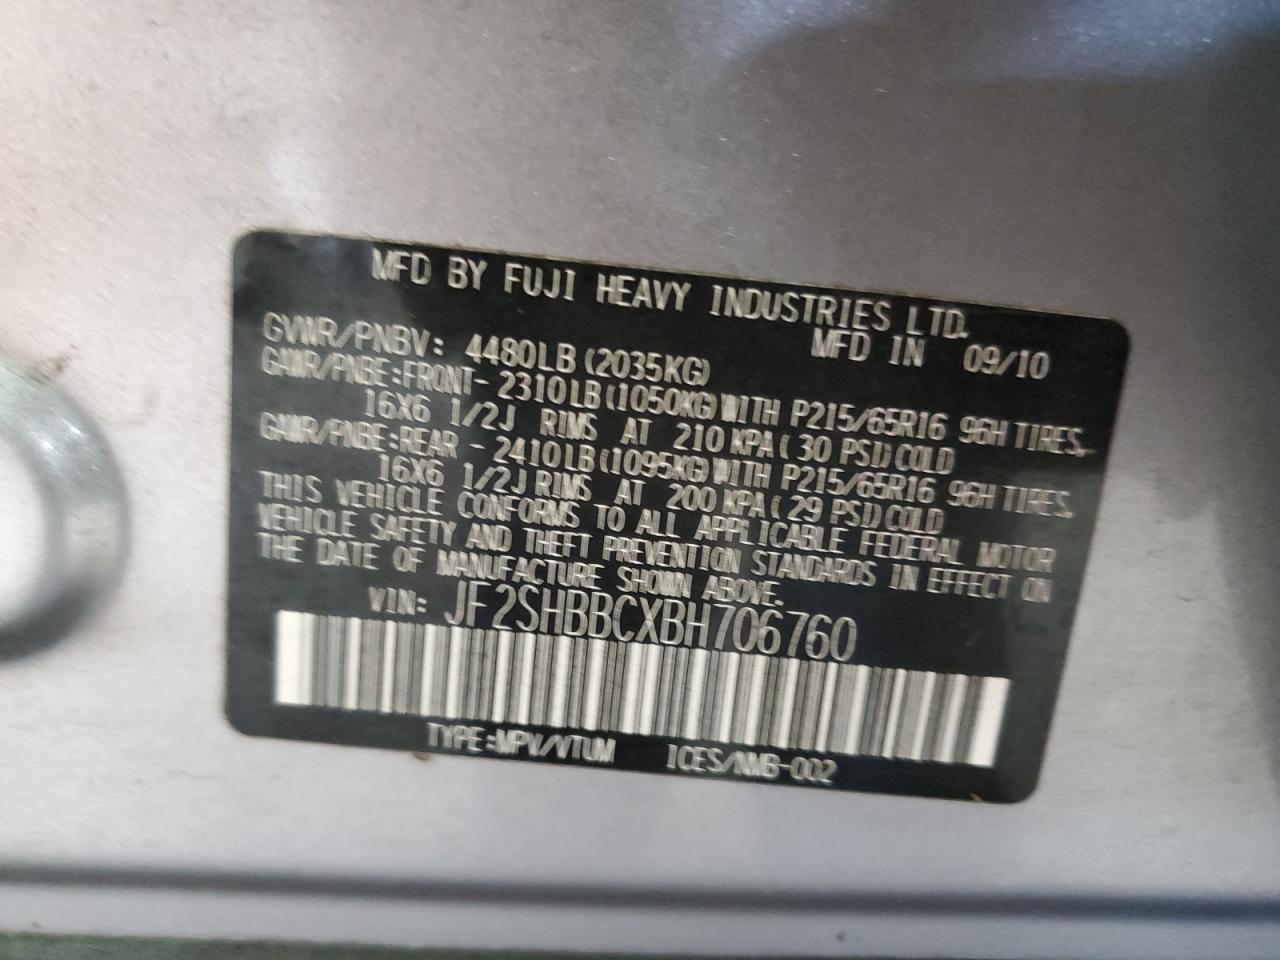 MFD BY FUJI HEAVY INDUSTRIES LTD.
MFD IN 09/10
GVWR/PNBV: 4480LB (2035KG)
GAWR/PNBE:FRONT- 2310LB(1050KG)WITH P215/65R16 96H TIRES,
16X6 1/2J RIMS AT 210 KPA( 30 PSI)COLD
GAWR/PNBE:REAR - 2410LB(1095KG)WITH P215/65R16 96H TIRES,
16X6 1/2J RIMS AT 200 KPA( 29 PSI)COLD
THIS VEHICLE CONFORMS TO ALL APPLICABLE FEDERAL MOTOR
VEHICLE SAFETY AND THEFT PREVENTION STANDARDS IN EFFECT ON
THE DATE OF MANUFACTURE SHOWN ABOVE.
VIN: JF2SHBBCXBH706760
TYPE:MPV/VTUM ICES/NMB-002